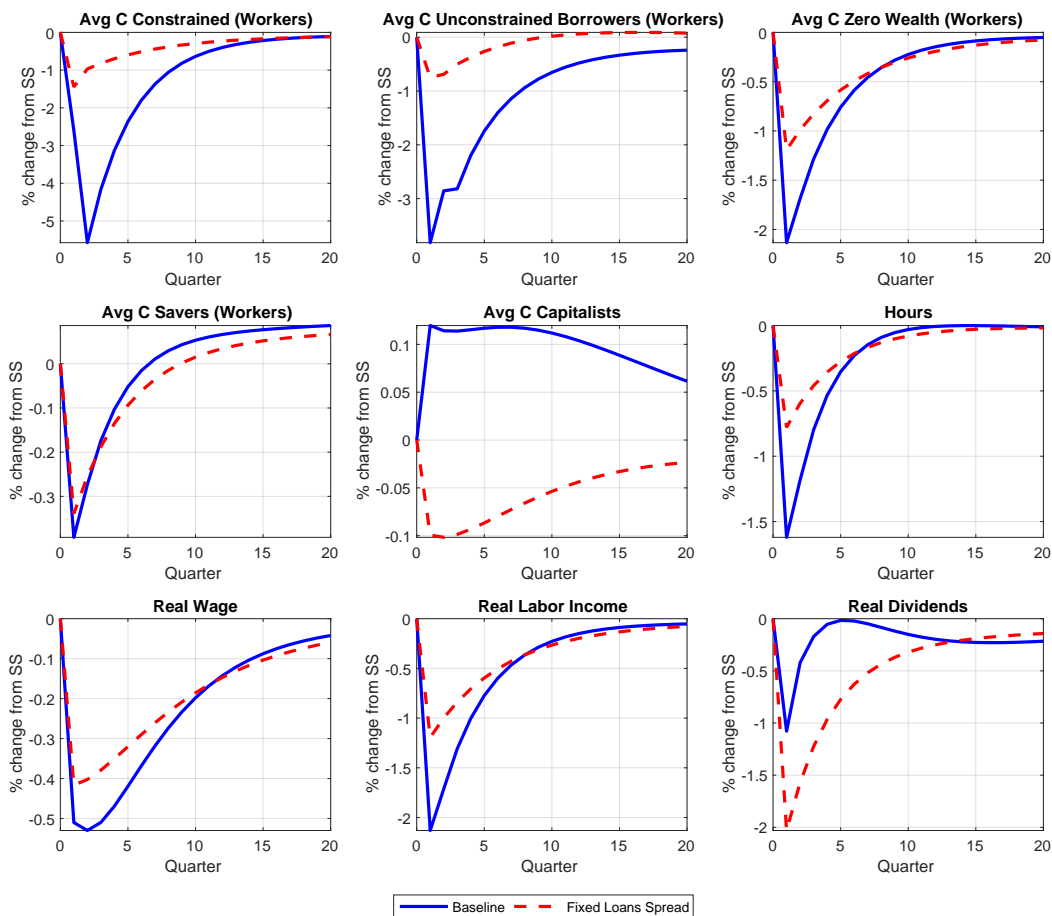 Avg C Constrained (Workers)
% change from SS
0
-1
-2
-3
-4
-5
0 5 10 15 20
Quarter
Avg C Unconstrained Borrowers (Workers)
% change from SS
0
-1
-2
-3
0 5 10 15 20
Quarter
Avg C Zero Wealth (Workers)
% change from SS
0
-0.5
-1
-1.5
-2
0 5 10 15 20
Quarter
Avg C Savers (Workers)
% change from SS
0
-0.1
-0.2
-0.3
0 5 10 15 20
Quarter
Avg C Capitalists
% change from SS
0.1
0.05
0
-0.05
-0.1
0 5 10 15 20
Quarter
Hours
% change from SS
0
-0.5
-1
-1.5
0 5 10 15 20
Quarter
Real Wage
% change from SS
0
-0.1
-0.2
-0.3
-0.4
-0.5
0 5 10 15 20
Quarter
Real Labor Income
% change from SS
0
-0.5
-1
-1.5
-2
0 5 10 15 20
Quarter
Real Dividends
% change from SS
0
-0.5
-1
-1.5
-2
0 5 10 15 20
Quarter
Baseline Fixed Loans Spread